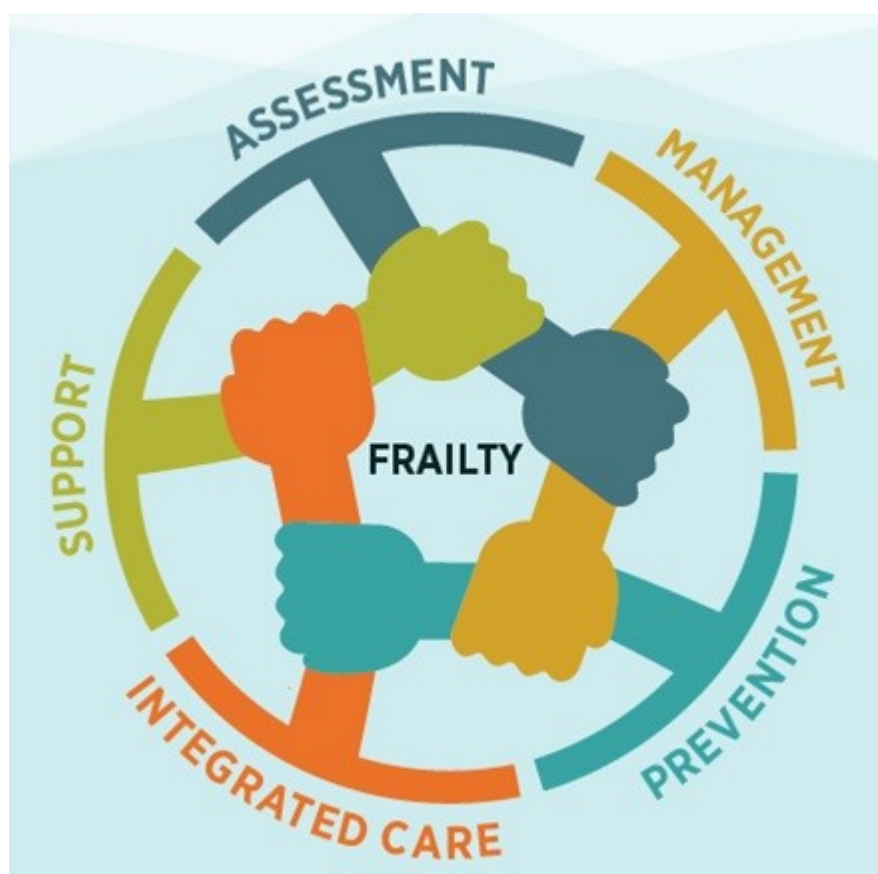 ASSESSMENT
MANAGEMENT
PREVENTION
INTEGRATED CARE
SUPPORT
FRAILTY